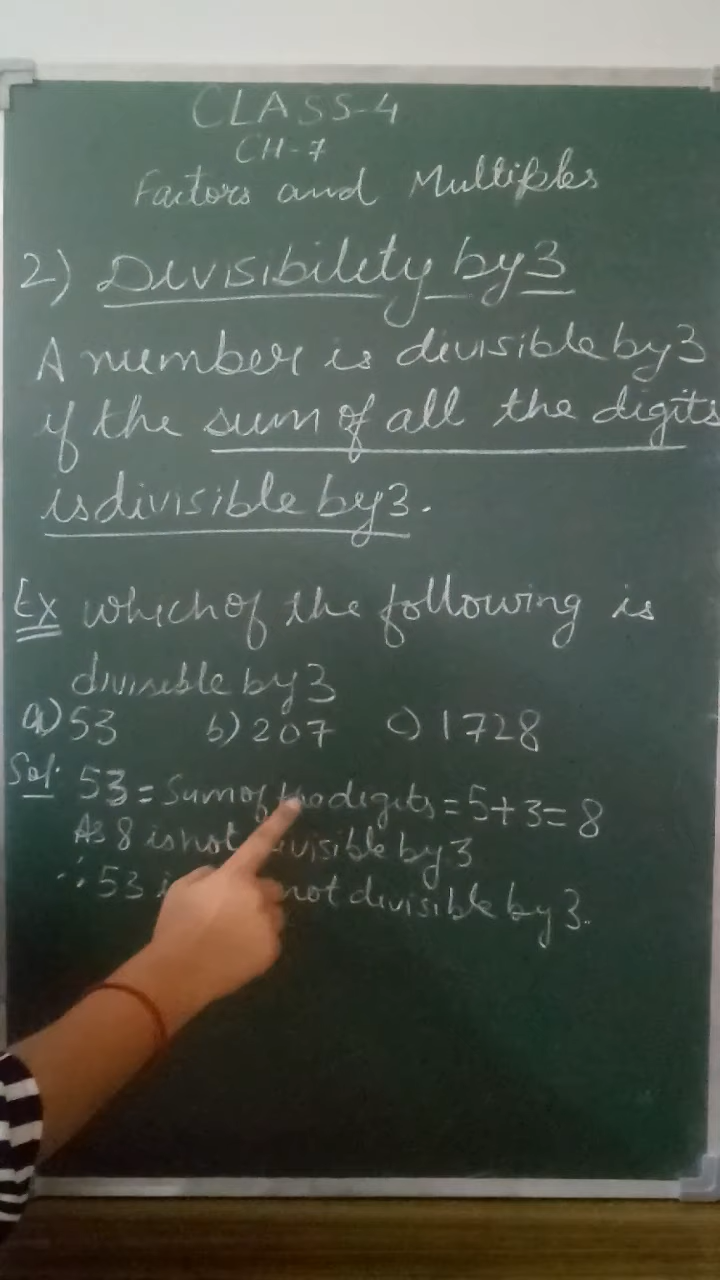 CLASS-4
CH-7
Factors and Multiples
2) Divisibility by 3
A number is divisible by 3
if the sum of all the digits
is divisible by 3.
Ex which of the following is
divisible by 3
a) 53 b) 207 c) 1728
Sol. 53 = Sum of the digits = 5+3= 8
As 8 is not divisible by 3
∴ 53 is not divisible by 3.